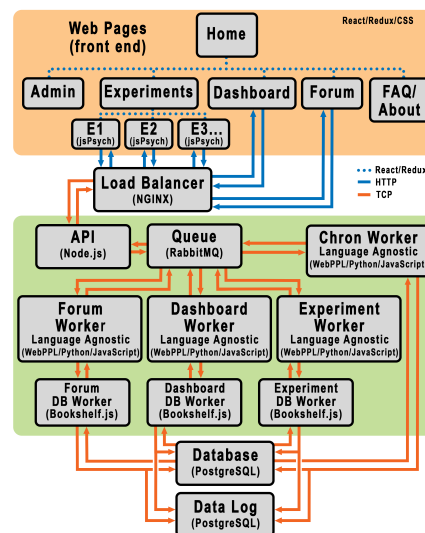 React/Redux/CSS
Web Pages
(front end)
Home
Admin
Experiments
Dashboard
Forum
FAQ/
About
E1
(jsPsych)
E2
(jsPsych)
E3...
(jsPsych)
Load Balancer
(NGINX)
React/Redux
HTTP
TCP
API
(Node.js)
Queue
(RabbitMQ)
Chron Worker
Language Agnostic
(WebPPL/Python/JavaScript)
Forum
Worker
Language Agnostic
(WebPPL/Python/JavaScript)
Dashboard
Worker
Language Agnostic
(WebPPL/Python/JavaScript)
Experiment
Worker
Language Agnostic
(WebPPL/Python/JavaScript)
Forum
DB Worker
(Bookshelf.js)
Dashboard
DB Worker
(Bookshelf.js)
Experiment
DB Worker
(Bookshelf.js)
Database
(PostgreSQL)
Data Log
(PostgreSQL)